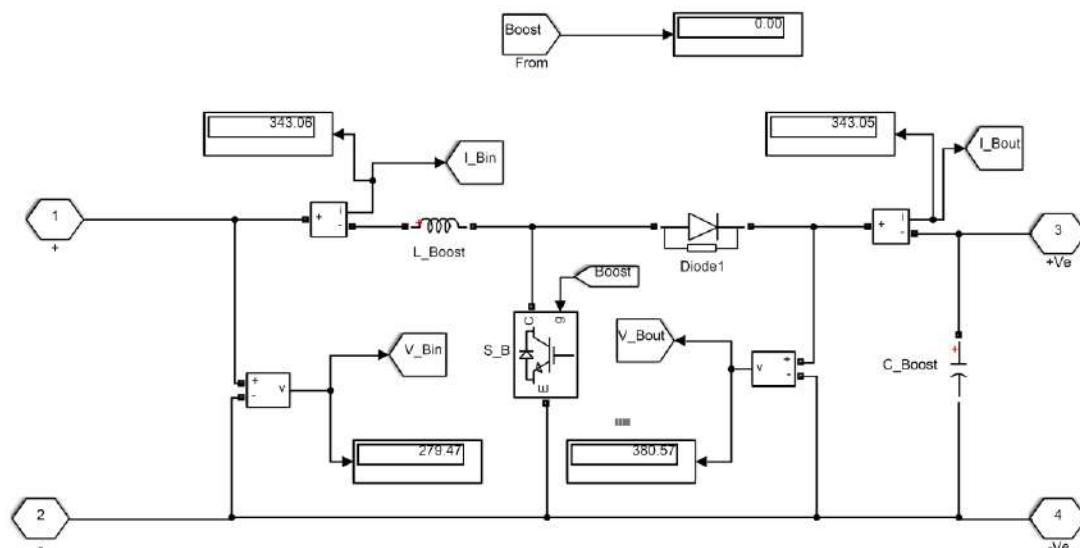 Boost
0.00
From
343.06
343.05
I_Bin
I_Bout
1
+
+
i
-
+
L_Boost
Diode1
+
i
-
3
+Ve
Boost
C
g
S_B
E
V_Bin
V_Bout
+
-
v
v
+
-
+
C_Boost
279.47
380.57
2
-
4
-Ve